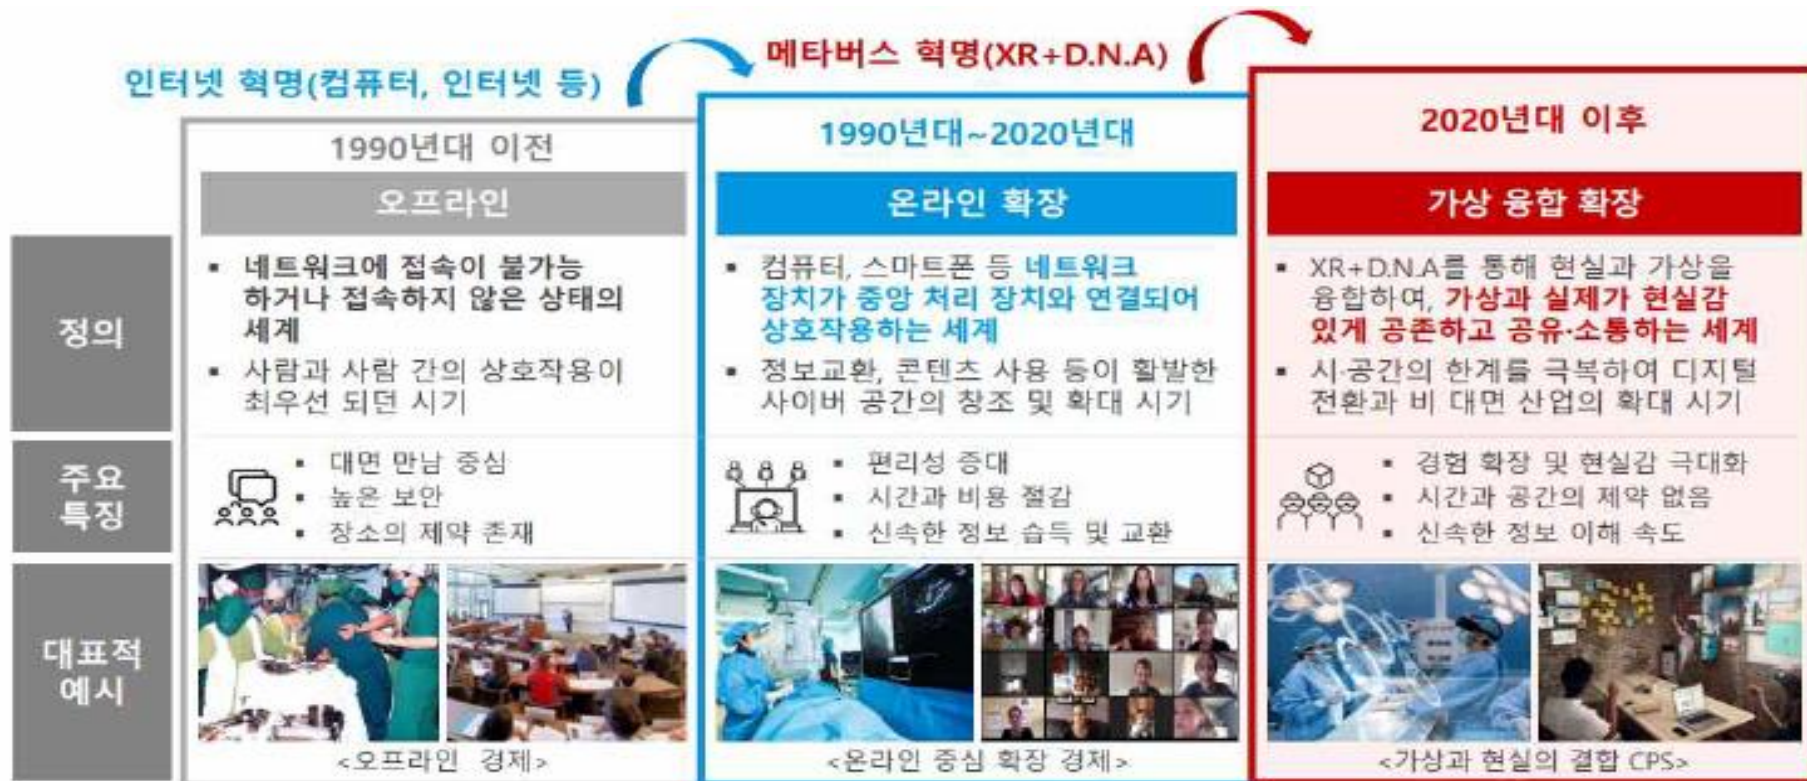 인터넷 혁명(컴퓨터, 인터넷 등)
메타버스 혁명(XR+D.N.A)
1990년대 이전
1990년대~2020년대
2020년대 이후
오프라인
온라인 확장
가상 융합 확장
정의
▪ 네트워크에 접속이 불가능
하거나 접속하지 않은 상태의
세계
▪ 사람과 사람 간의 상호작용이
최우선 되던 시기
▪ 컴퓨터, 스마트폰 등 네트워크
장치가 중앙 처리 장치와 연결되어
상호작용하는 세계
▪ 정보교환, 콘텐츠 사용 등이 활발한
사이버 공간의 창조 및 확대 시기
▪ XR+D.N.A를 통해 현실과 가상을
융합하여, 가상과 실제가 현실감
있게 공존하고 공유·소통하는 세계
▪ 시·공간의 한계를 극복하여 디지털
전환과 비 대면 산업의 확대 시기
주요
특징
▪ 대면 만남 중심
▪ 높은 보안
▪ 장소의 제약 존재
▪ 편리성 증대
▪ 시간과 비용 절감
▪ 신속한 정보 습득 및 교환
▪ 경험 확장 및 현실감 극대화
▪ 시간과 공간의 제약 없음
▪ 신속한 정보 이해 속도
대표적
예시
<오프라인 경제>
<온라인 중심 확장 경제>
<가상과 현실의 결합 CPS>